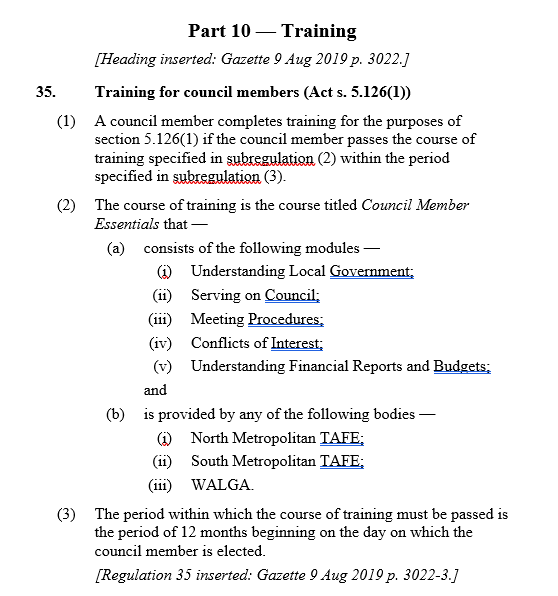 Part 10 — Training
[Heading inserted: Gazette 9 Aug 2019 p. 3022.]
35. Training for council members (Act s. 5.126(1))
(1) A council member completes training for the purposes of
section 5.126(1) if the council member passes the course of
training specified in subregulation (2) within the period
specified in subregulation (3).
(2) The course of training is the course titled Council Member
Essentials that —
(a) consists of the following modules —
(i) Understanding Local Government;
(ii) Serving on Council;
(iii) Meeting Procedures;
(iv) Conflicts of Interest;
(v) Understanding Financial Reports and Budgets;
and
(b) is provided by any of the following bodies —
(i) North Metropolitan TAFE;
(ii) South Metropolitan TAFE;
(iii) WALGA.
(3) The period within which the course of training must be passed is
the period of 12 months beginning on the day on which the
council member is elected.
[Regulation 35 inserted: Gazette 9 Aug 2019 p. 3022-3.]